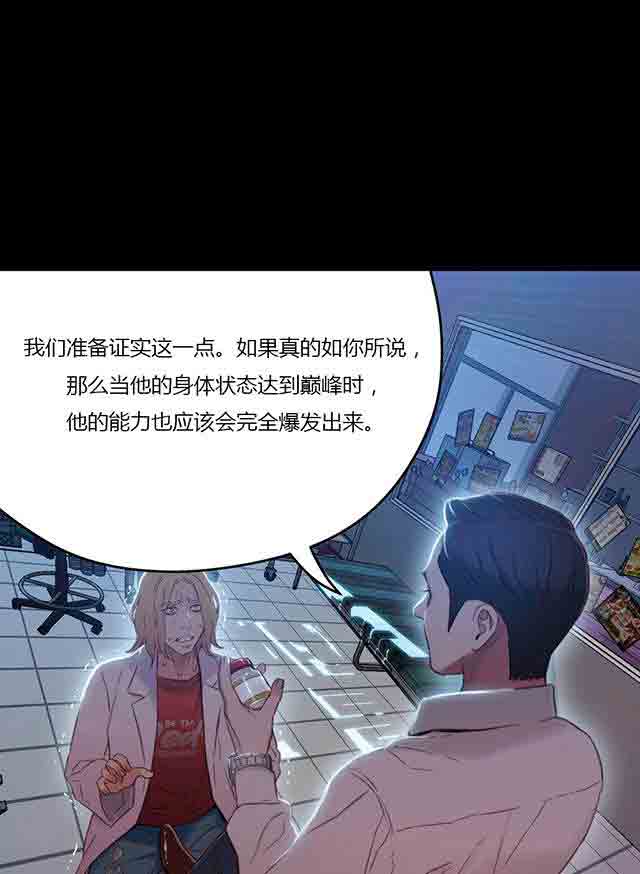 我们准备证实这一点。如果真的如你所说，
那么当他的身体状态达到巅峰时，
他的能力也应该会完全爆发出来。